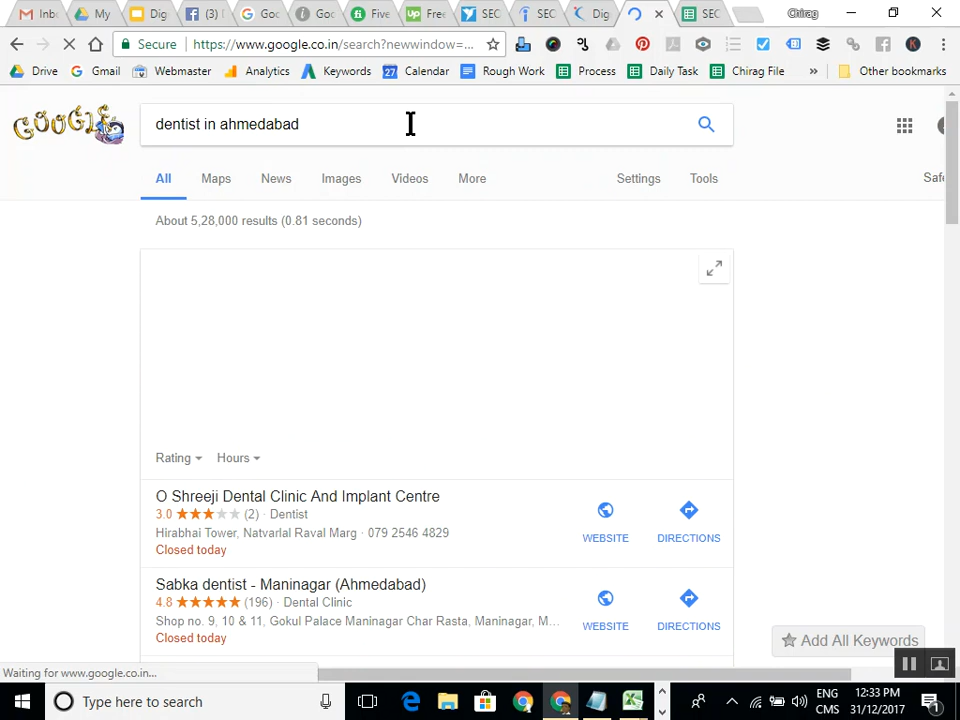 Inb My Dig (3) Goo Goo Five Free SEC SEC Dig SEC Chirag
Secure https://www.google.co.in/search?newwindow=...
Drive Gmail Webmaster Analytics Keywords 27 Calendar Rough Work Process Daily Task Chirag File » Other bookmarks
GOOGLE dentist in ahmedabad
All Maps News Images Videos More Settings Tools Safe
About 5,28,000 results (0.81 seconds)
Rating Hours
O Shreeji Dental Clinic And Implant Centre
3.0 (2) · Dentist
Hirabhai Tower, Natvarlal Raval Marg · 079 2546 4829
Closed today
WEBSITE DIRECTIONS
Sabka dentist - Maninagar (Ahmedabad)
4.8 (196) · Dental Clinic
Shop no. 9, 10 & 11, Gokul Palace Maninagar Char Rasta, Maninagar, M...
Closed today
WEBSITE DIRECTIONS
Add All Keywords
Waiting for www.google.co.in...
Type here to search
ENG
CMS
12:33 PM
31/12/2017
1